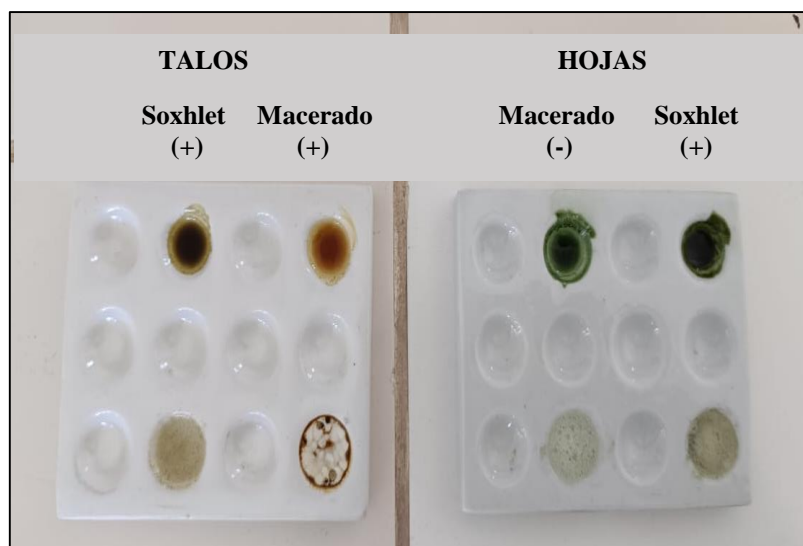 TALOS HOJAS
Soxhlet Macerado Macerado Soxhlet
(+) (+) (-) (+)